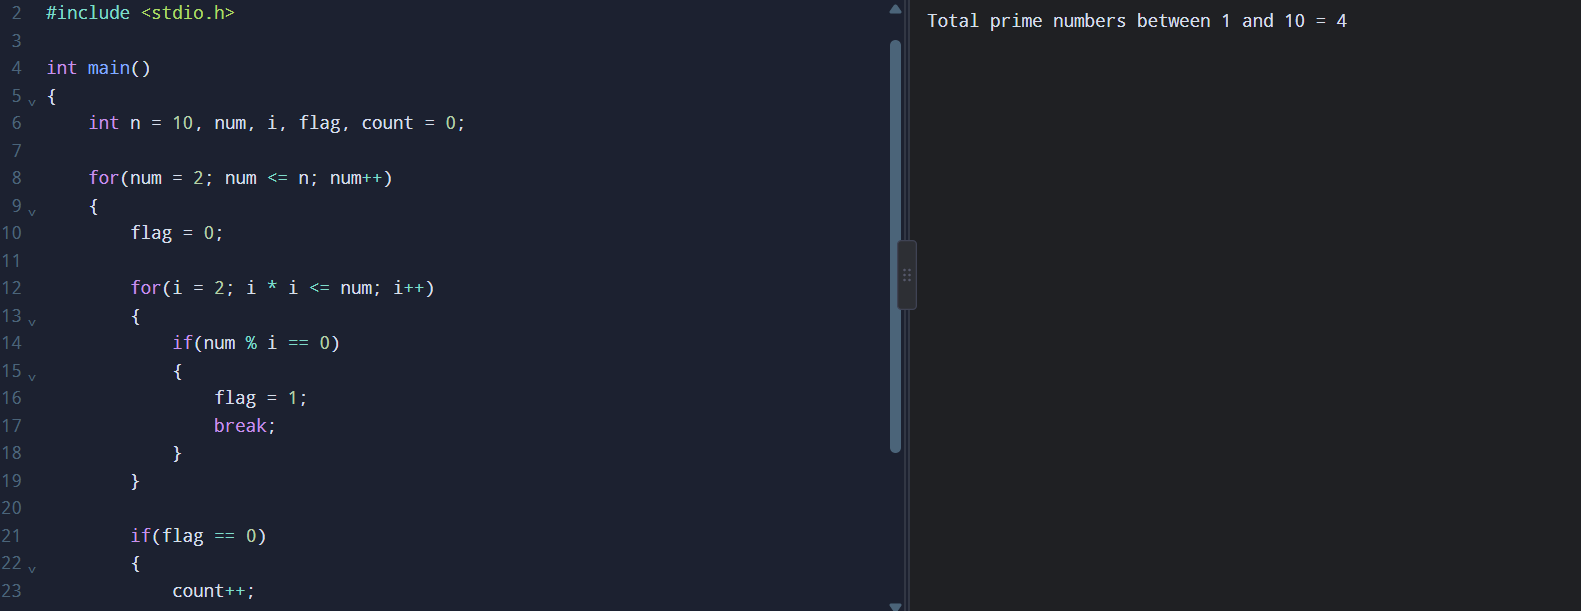 2 #include <stdio.h>
3
4 int main()
5 {
6 int n = 10, num, i, flag, count = 0;
7
8 for(num = 2; num <= n; num++)
9 {
10 flag = 0;
11
12 for(i = 2; i * i <= num; i++)
13 {
14 if(num % i == 0)
15 {
16 flag = 1;
17 break;
18 }
19 }
20
21 if(flag == 0)
22 {
23 count++;
Total prime numbers between 1 and 10 = 4